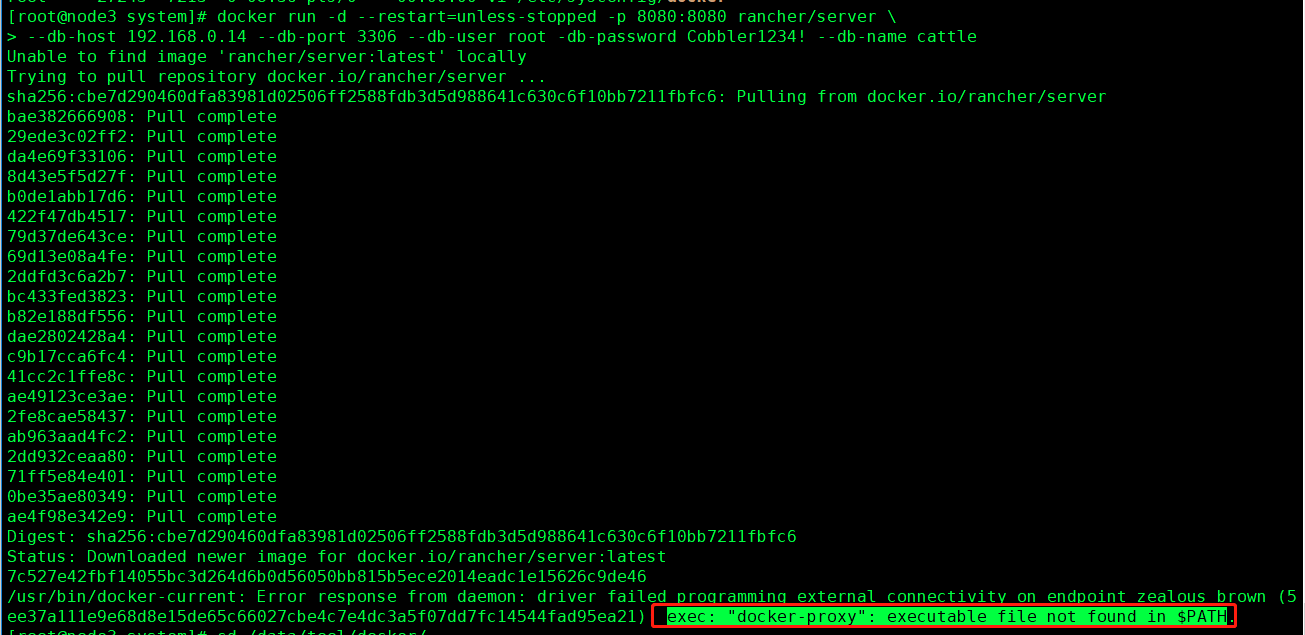 [root@node3 system]# docker run -d --restart=unless-stopped -p 8080:8080 rancher/server \
> --db-host 192.168.0.14 --db-port 3306 --db-user root -db-password Cobbler1234! --db-name cattle
Unable to find image 'rancher/server:latest' locally
Trying to pull repository docker.io/rancher/server ...
sha256:cbe7d290460dfa83981d02506ff2588fdb3d5d988641c630c6f10bb7211fbfc6: Pulling from docker.io/rancher/server
bae382666908: Pull complete
29ede3c02ff2: Pull complete
da4e69f33106: Pull complete
8d43e5f5d27f: Pull complete
b0de1abb17d6: Pull complete
422f47db4517: Pull complete
79d37de643ce: Pull complete
69d13e08a4fe: Pull complete
2ddfd3c6a2b7: Pull complete
bc433fed3823: Pull complete
b82e188df556: Pull complete
dae2802428a4: Pull complete
c9b17cca6fc4: Pull complete
41cc2c1ffe8c: Pull complete
ae49123ce3ae: Pull complete
2fe8cae58437: Pull complete
ab963aad4fc2: Pull complete
2dd932ceaa80: Pull complete
71ff5e84e401: Pull complete
0be35ae80349: Pull complete
ae4f98e342e9: Pull complete
Digest: sha256:cbe7d290460dfa83981d02506ff2588fdb3d5d988641c630c6f10bb7211fbfc6
Status: Downloaded newer image for docker.io/rancher/server:latest
7c527e42fbf14055bc3d264d6b0d56050bb815b5ece2014eadc1e15626c9de46
/usr/bin/docker-current: Error response from daemon: driver failed programming external connectivity on endpoint zealous_brown (5
ee37a111e9e68d8e15de65c66027cbe4c7e4dc3a5f07dd7fc14544fad95ea21) exec: "docker-proxy": executable file not found in $PATH.
[root@node3 system]# cd /data/tool/docker/